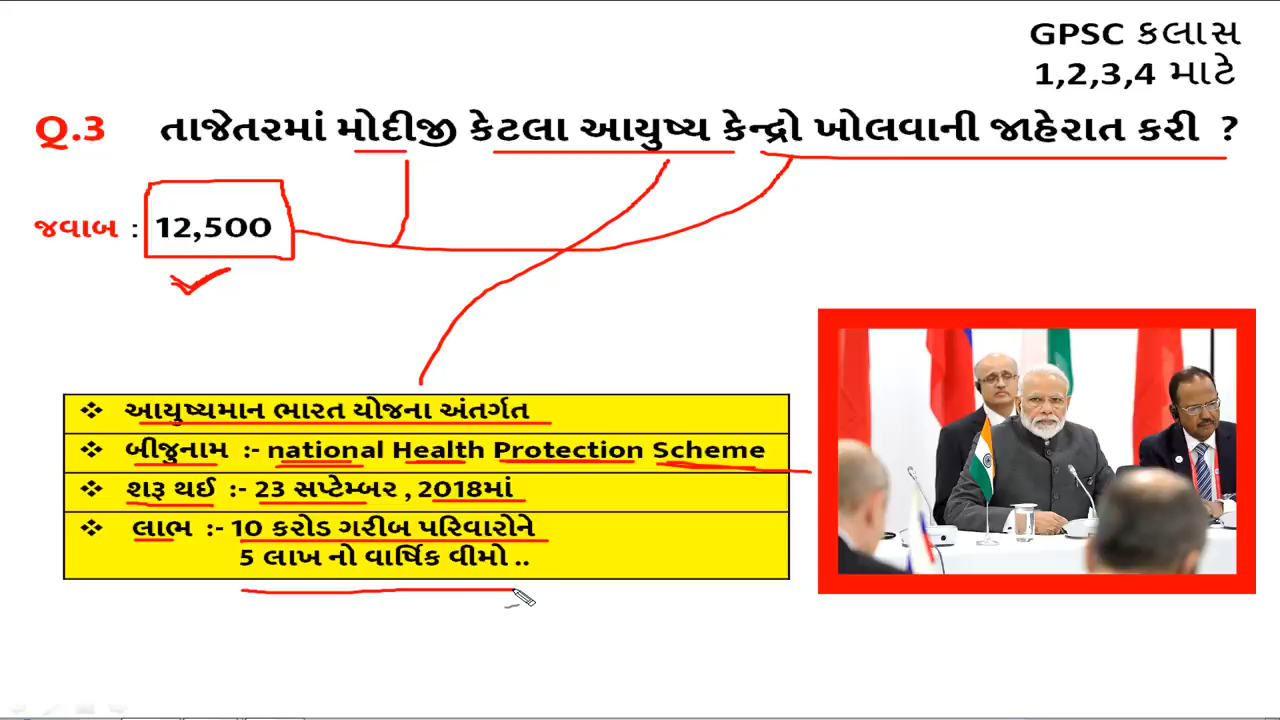 GPSC કલાસ
1,2,3,4 માટે
Q.3 તાજેતરમાં મોદીજી કેટલા આયુષ્ય કેન્દ્રો ખોલવાની જાહેરાત કરી ?
જવાબ : 12,500
❖ આયુષ્યમાન ભારત યોજના અંતર્ગત
❖ બીજુનામ :- national Health Protection Scheme
❖ શરૂ થઈ :- 23 સપ્ટેમ્બર , 2018માં
❖ લાભ :- 10 કરોડ ગરીબ પરિવારોને
5 લાખ નો વાર્ષિક વીમો ..